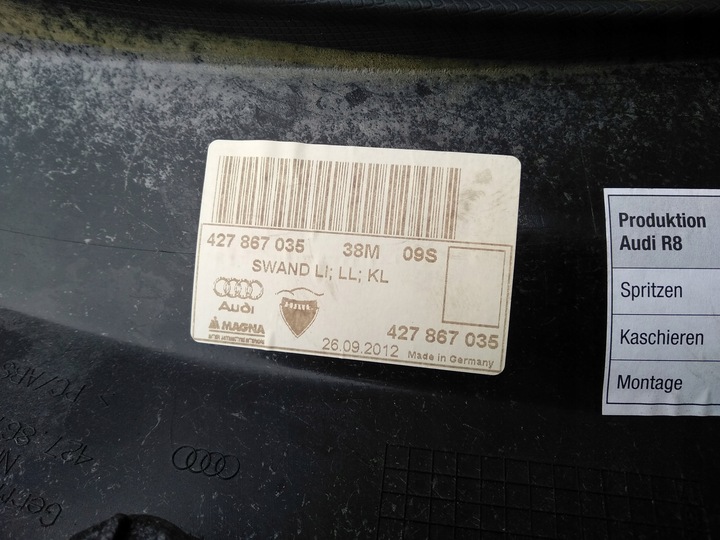 427 867 035 38M 09S
SWAND LI; LL; KL
Audi
MAGNA
427 867 035
26.09.2012 Made in Germany
Produktion
Audi R8
Spritzen
Kaschieren
Montage